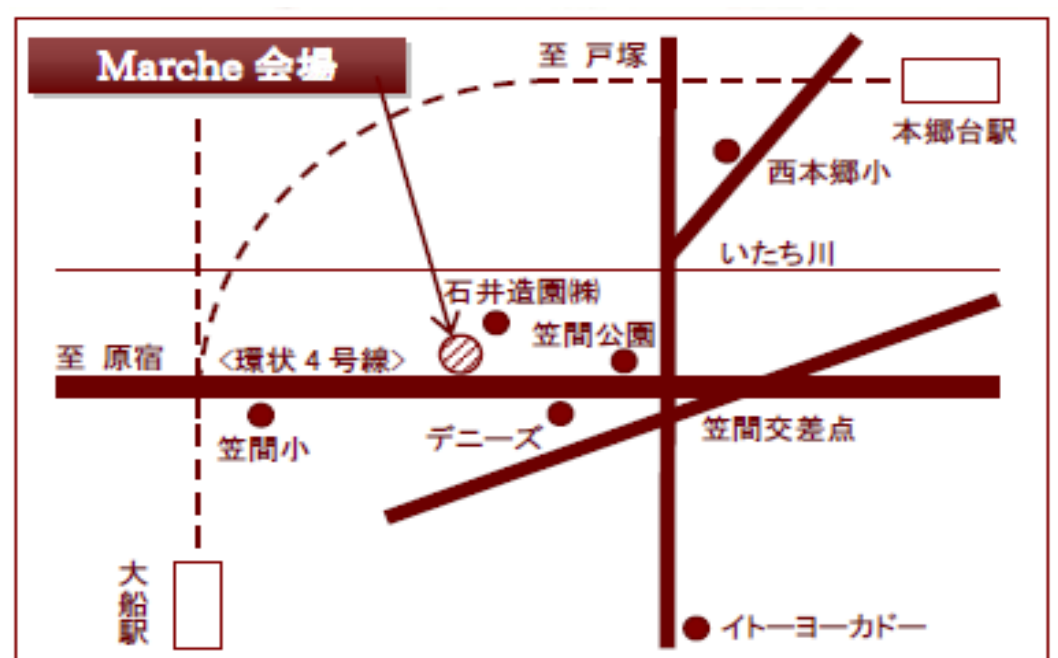 Marche 会場
至 戸塚
本郷台駅
西本郷小
いたち川
石井造園㈱
笠間公園
至 原宿
<環状4号線>
笠間小
デニーズ
笠間交差点
大船駅
イトーヨーカドー